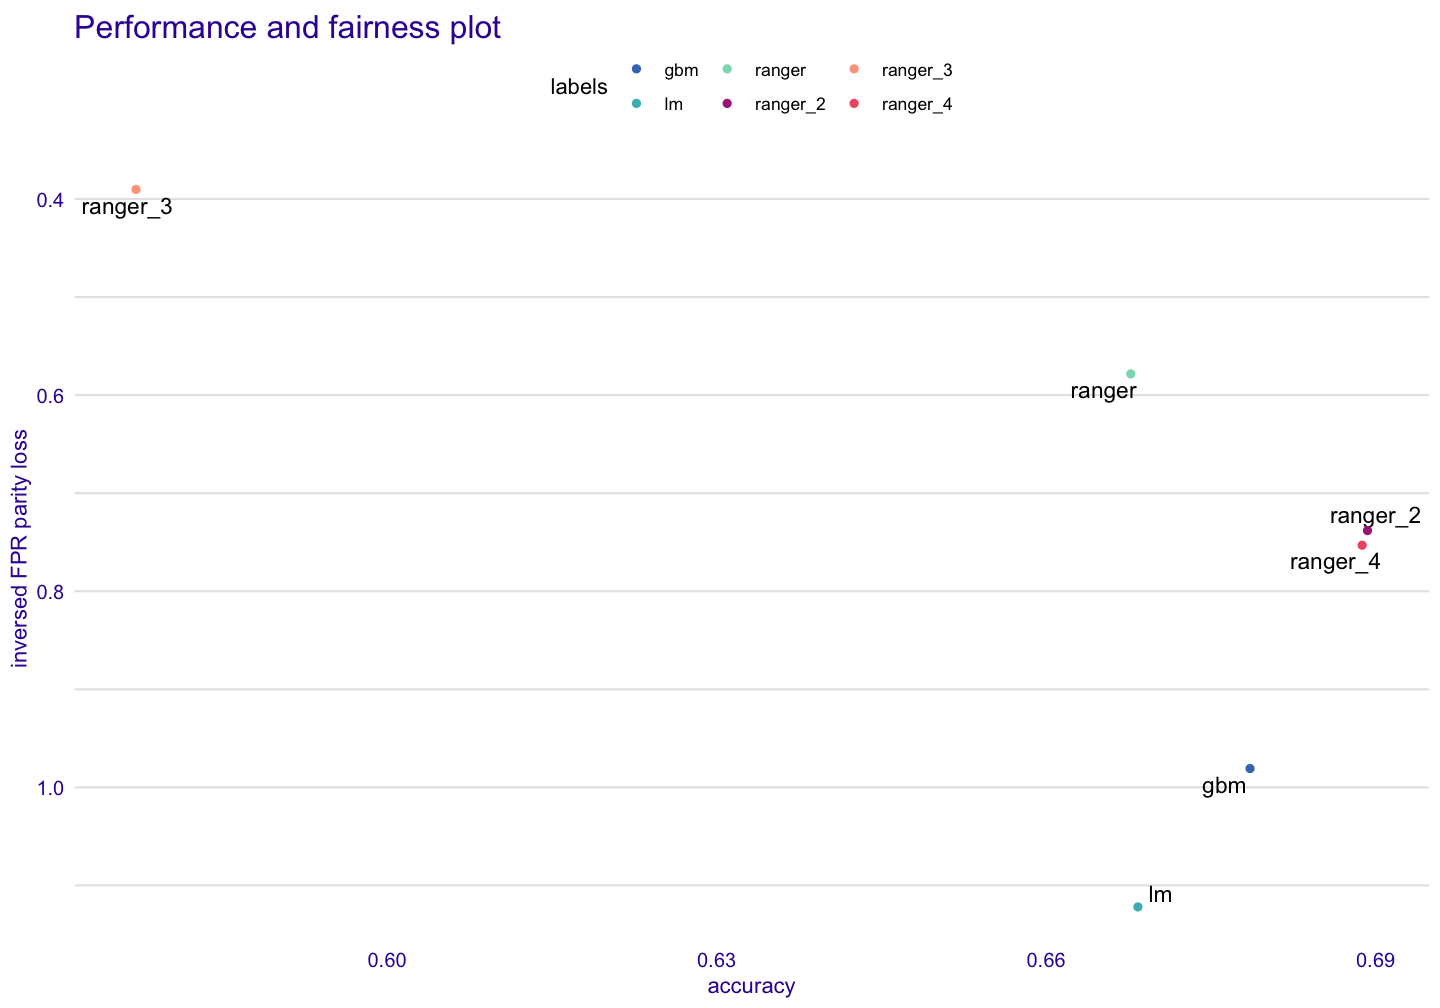 Performance and fairness plot
labels
gbm
ranger
ranger_3
lm
ranger_2
ranger_4
0.4
ranger_3
0.6
ranger
ranger_2
ranger_4
0.8
inversed FPR parity loss
1.0
gbm
lm
0.60
0.63
0.66
0.69
accuracy